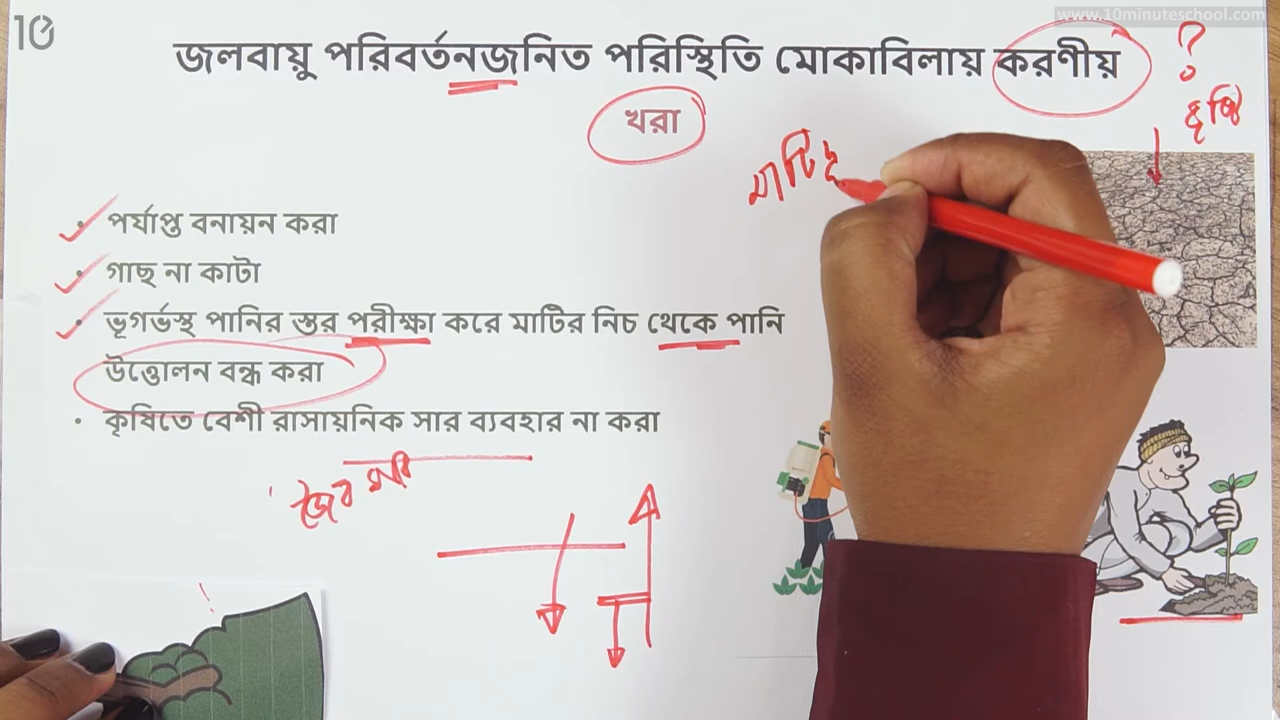 10
www.10minuteschool.com
জলবায়ু পরিবর্তনজনিত পরিস্থিতি মোকাবিলায় করণীয়
?
খরা
বৃষ্টি
মাটি
পর্যাপ্ত বনায়ন করা
গাছ না কাটা
ভূগর্ভস্থ পানির স্তর পরীক্ষা করে মাটির নিচ থেকে পানি
উত্তোলন বন্ধ করা
কৃষিতে বেশী রাসায়নিক সার ব্যবহার না করা
জৈব সার